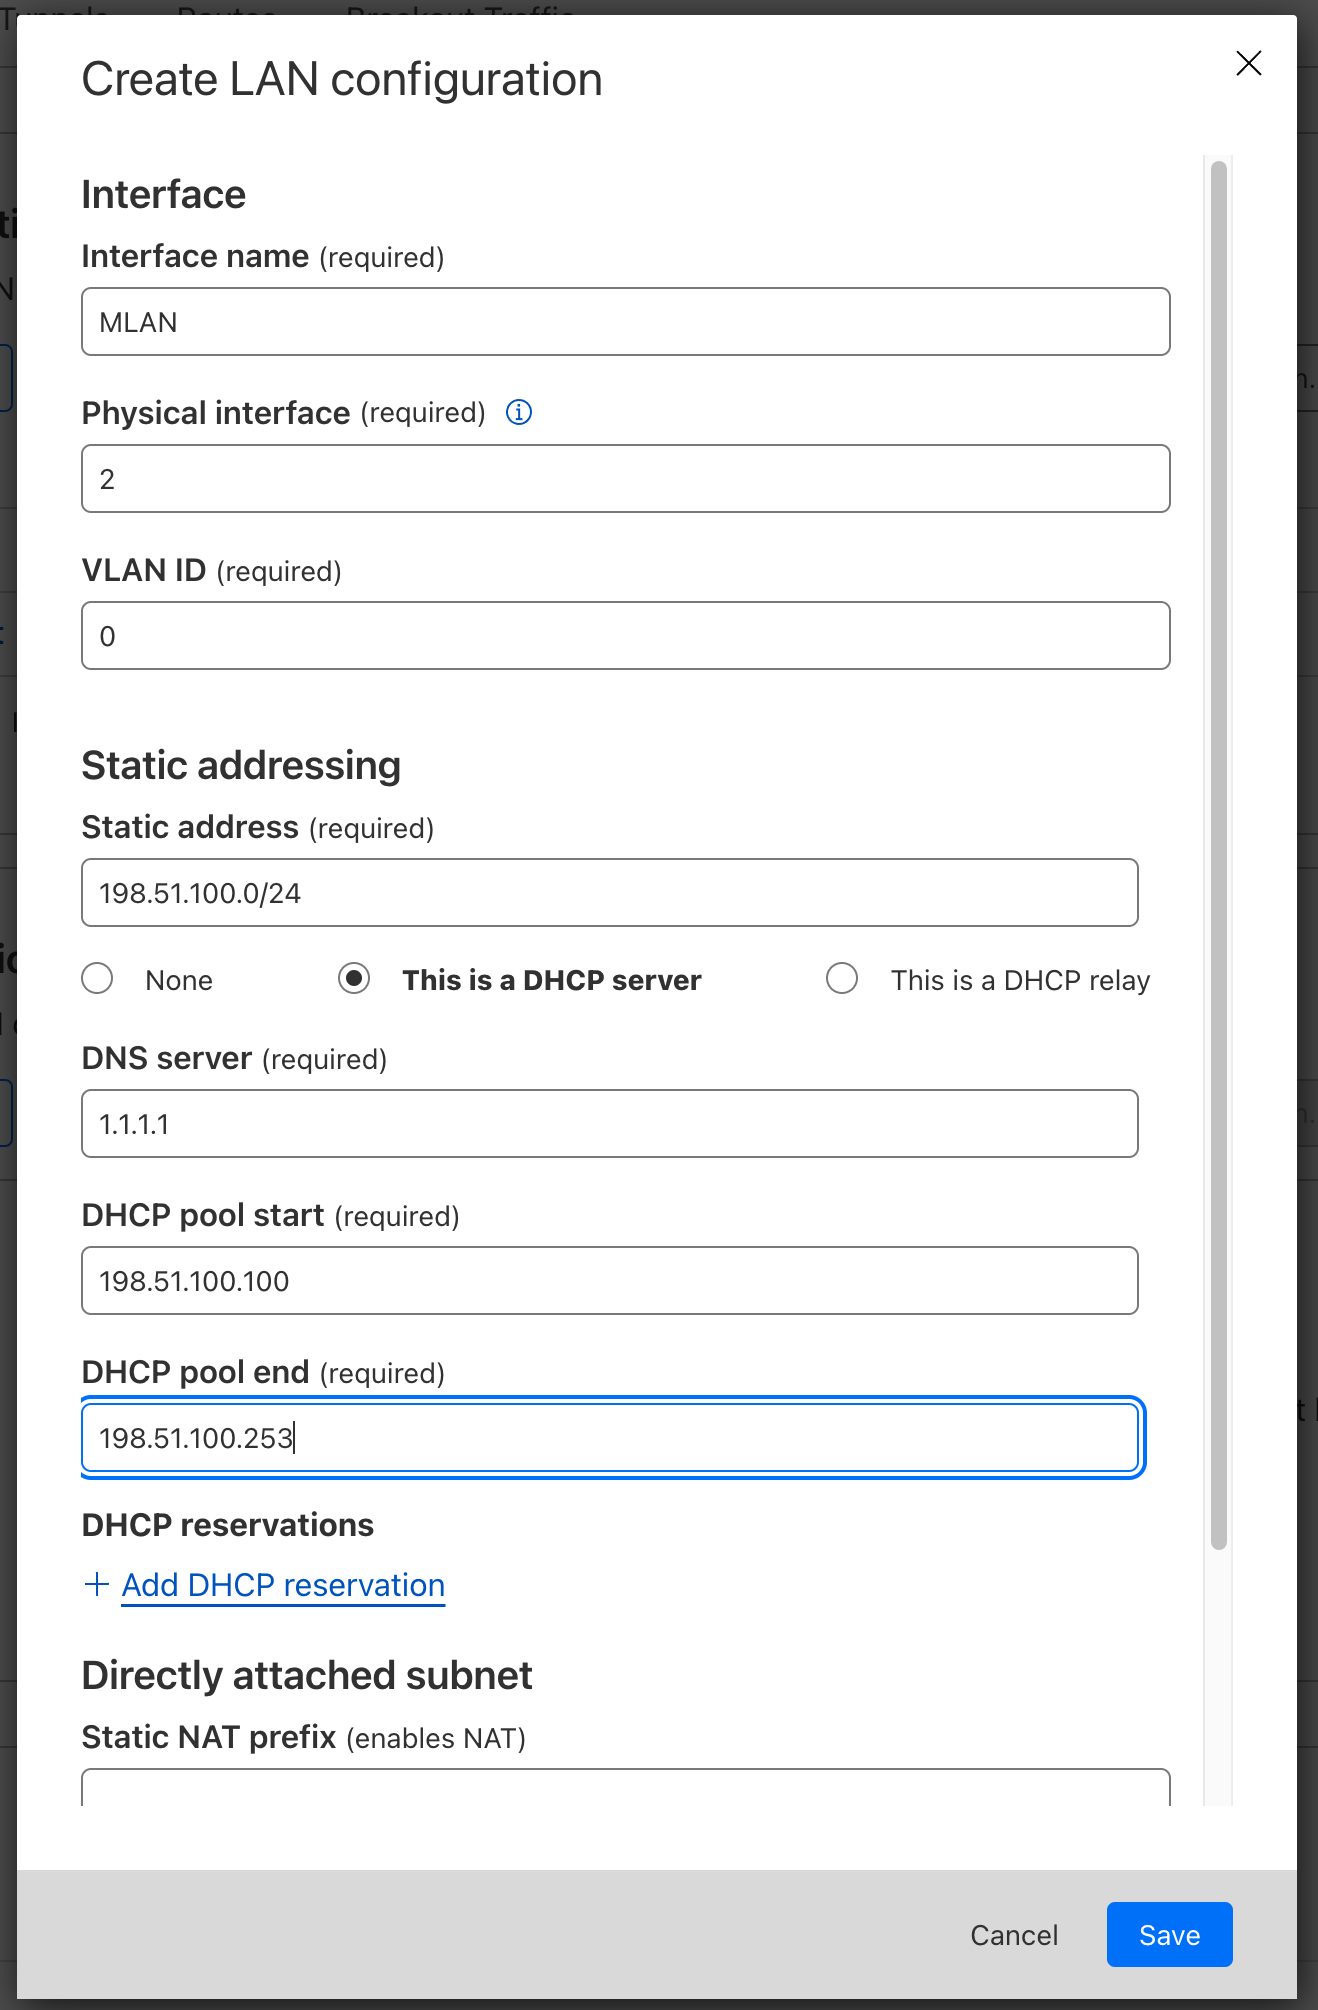 Create LAN configuration
Interface
Interface name (required)
MLAN
Physical interface (required)
2
VLAN ID (required)
0
Static addressing
Static address (required)
198.51.100.0/24
None This is a DHCP server This is a DHCP relay
DNS server (required)
1.1.1.1
DHCP pool start (required)
198.51.100.100
DHCP pool end (required)
198.51.100.253
DHCP reservations
+ Add DHCP reservation
Directly attached subnet
Static NAT prefix (enables NAT)
Cancel Save